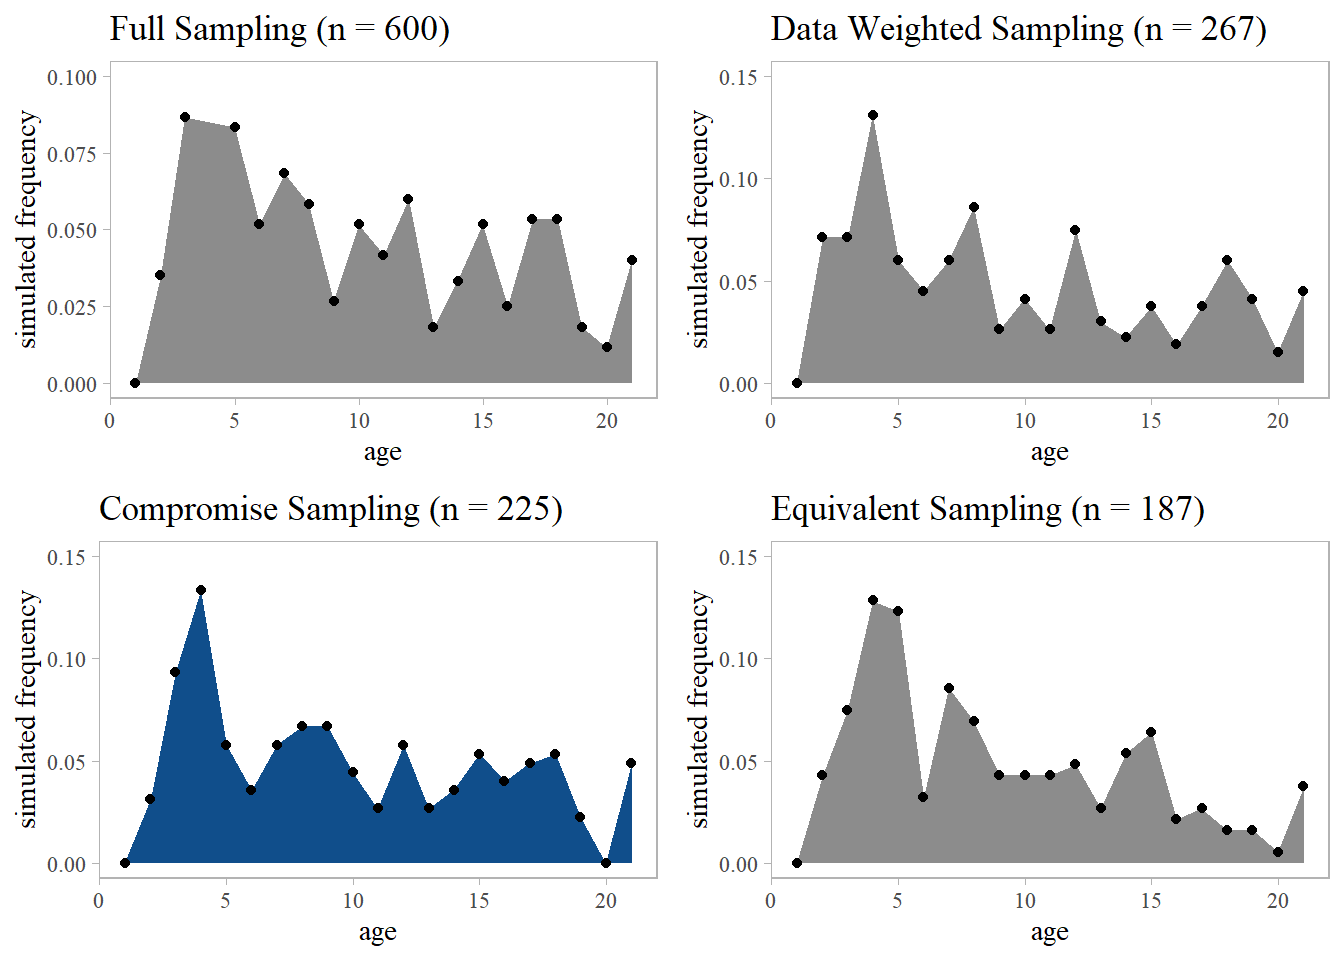 Full Sampling (n = 600)
simulated frequency
0.100
0.075
0.050
0.025
0.000
0 5 10 15 20
age
Data Weighted Sampling (n = 267)
simulated frequency
0.15
0.10
0.05
0.00
0 5 10 15 20
age
Compromise Sampling (n = 225)
simulated frequency
0.15
0.10
0.05
0.00
0 5 10 15 20
age
Equivalent Sampling (n = 187)
simulated frequency
0.15
0.10
0.05
0.00
0 5 10 15 20
age